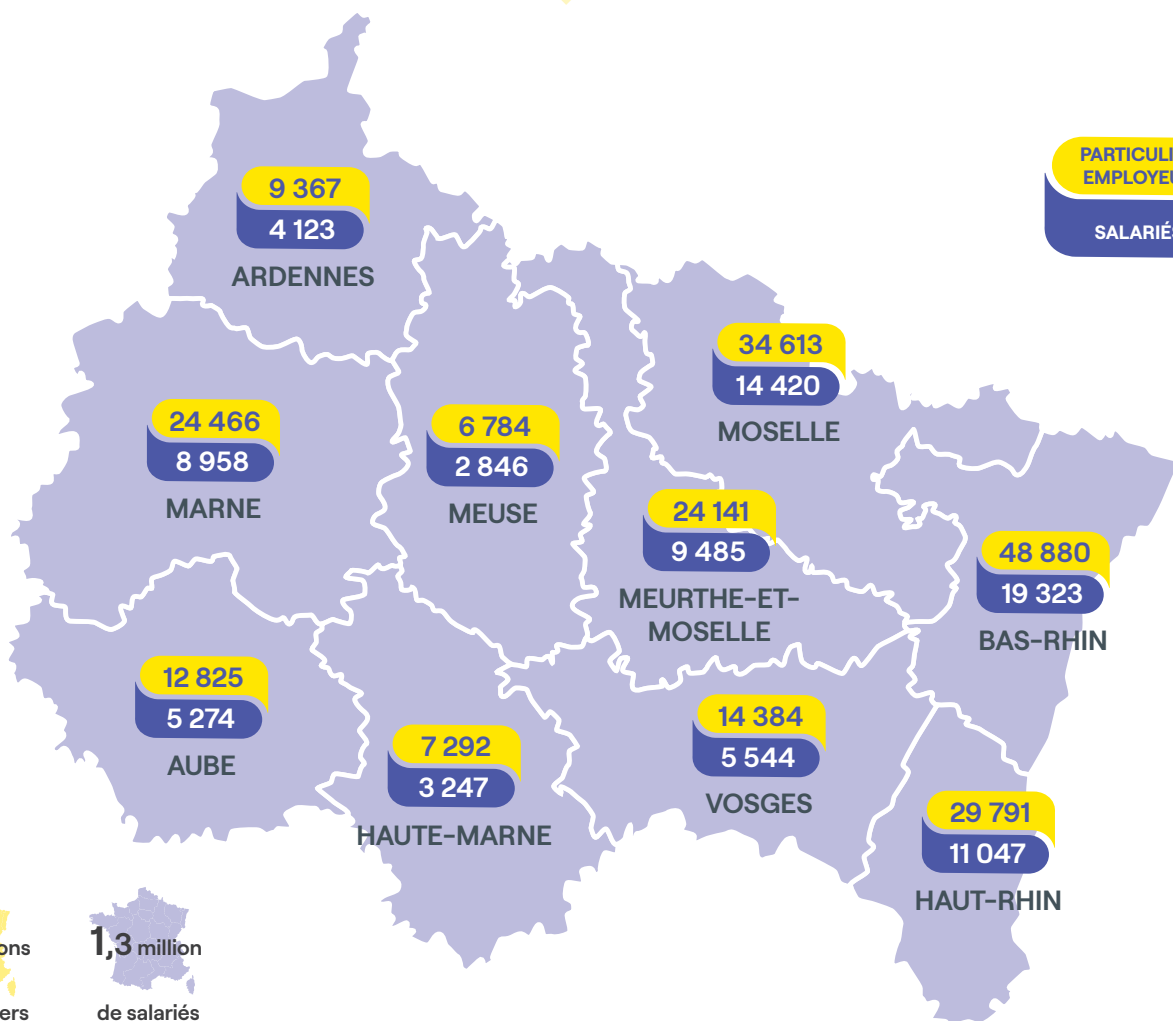 9 367
4 123
ARDENNES
PARTICULI
EMPLOYEU
SALARIÉS
34 613
14 420
MOSELLE
24 466
8 958
MARNE
6 784
2 846
MEUSE
24 141
9 485
MEURTHE-ET-
MOSELLE
48 880
19 323
BAS-RHIN
12 825
5 274
AUBE
14 384
5 544
VOSGES
7 292
3 247
HAUTE-MARNE
29 791
11 047
HAUT-RHIN
ons
ers
1,3 million
de salariés